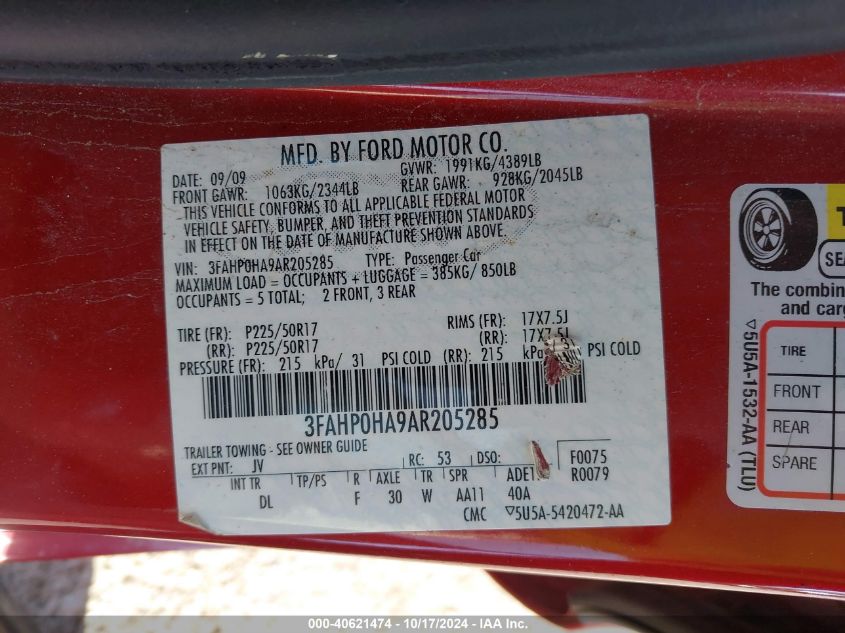 MFD. BY FORD MOTOR CO.
DATE: 09/09 GVWR: 1991KG/4389LB
FRONT GAWR: 1063KG/2344LB REAR GAWR: 928KG/2045LB
THIS VEHICLE CONFORMS TO ALL APPLICABLE FEDERAL MOTOR
VEHICLE SAFETY, BUMPER, AND THEFT PREVENTION STANDARDS
IN EFFECT ON THE DATE OF MANUFACTURE SHOWN ABOVE.
VIN: 3FAHP0HA9AR205285 TYPE: Passenger Car
MAXIMUM LOAD = OCCUPANTS + LUGGAGE = 385KG/ 850LB
OCCUPANTS = 5 TOTAL; 2 FRONT, 3 REAR
TIRE (FR): P225/50R17 RIMS (FR): 17X7.5J
(RR): P225/50R17 (RR): 17X7.5J
PRESSURE (FR): 215 kPa/ 31 PSI COLD (RR): 215 PSI COLD
3FAHP0HA9AR205285
TRAILER TOWING - SEE OWNER GUIDE
EXT PNT: JV RC: 53 DSO: F0075
R0079
INT TR TP/PS R AXLE TR SPR
DL F 30 W AA11 40A
CMC ▽5U5A-5420472-AA
SEA
The combin
and carg
TIRE
FRONT
REAR
SPARE
▽5U5A-1532-AA (TLU)
000-40621474 - 10/17/2024 - IAA Inc.